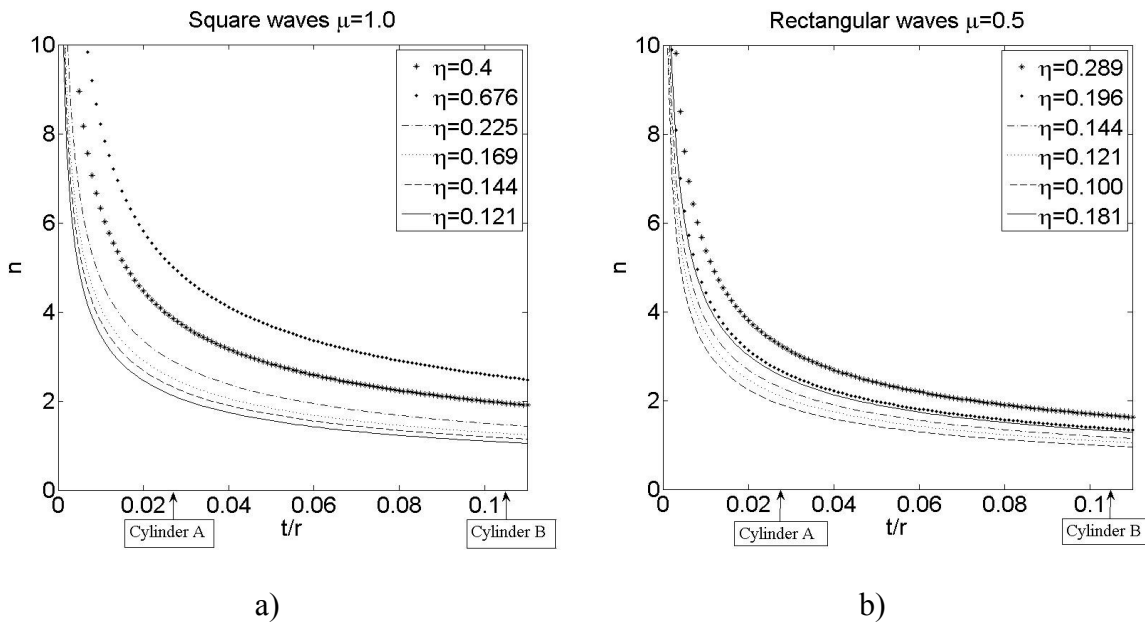 Square waves μ=1.0
10
8
6
4
2
0
n
η=0.4
η=0.676
η=0.225
η=0.169
η=0.144
η=0.121
0
0.02
0.04
0.06
0.08
0.1
t/r
Cylinder A
Cylinder B
a)
Rectangular waves μ=0.5
10
8
6
4
2
0
n
η=0.289
η=0.196
η=0.144
η=0.121
η=0.100
η=0.181
0
0.02
0.04
0.06
0.08
0.1
t/r
Cylinder A
Cylinder B
b)